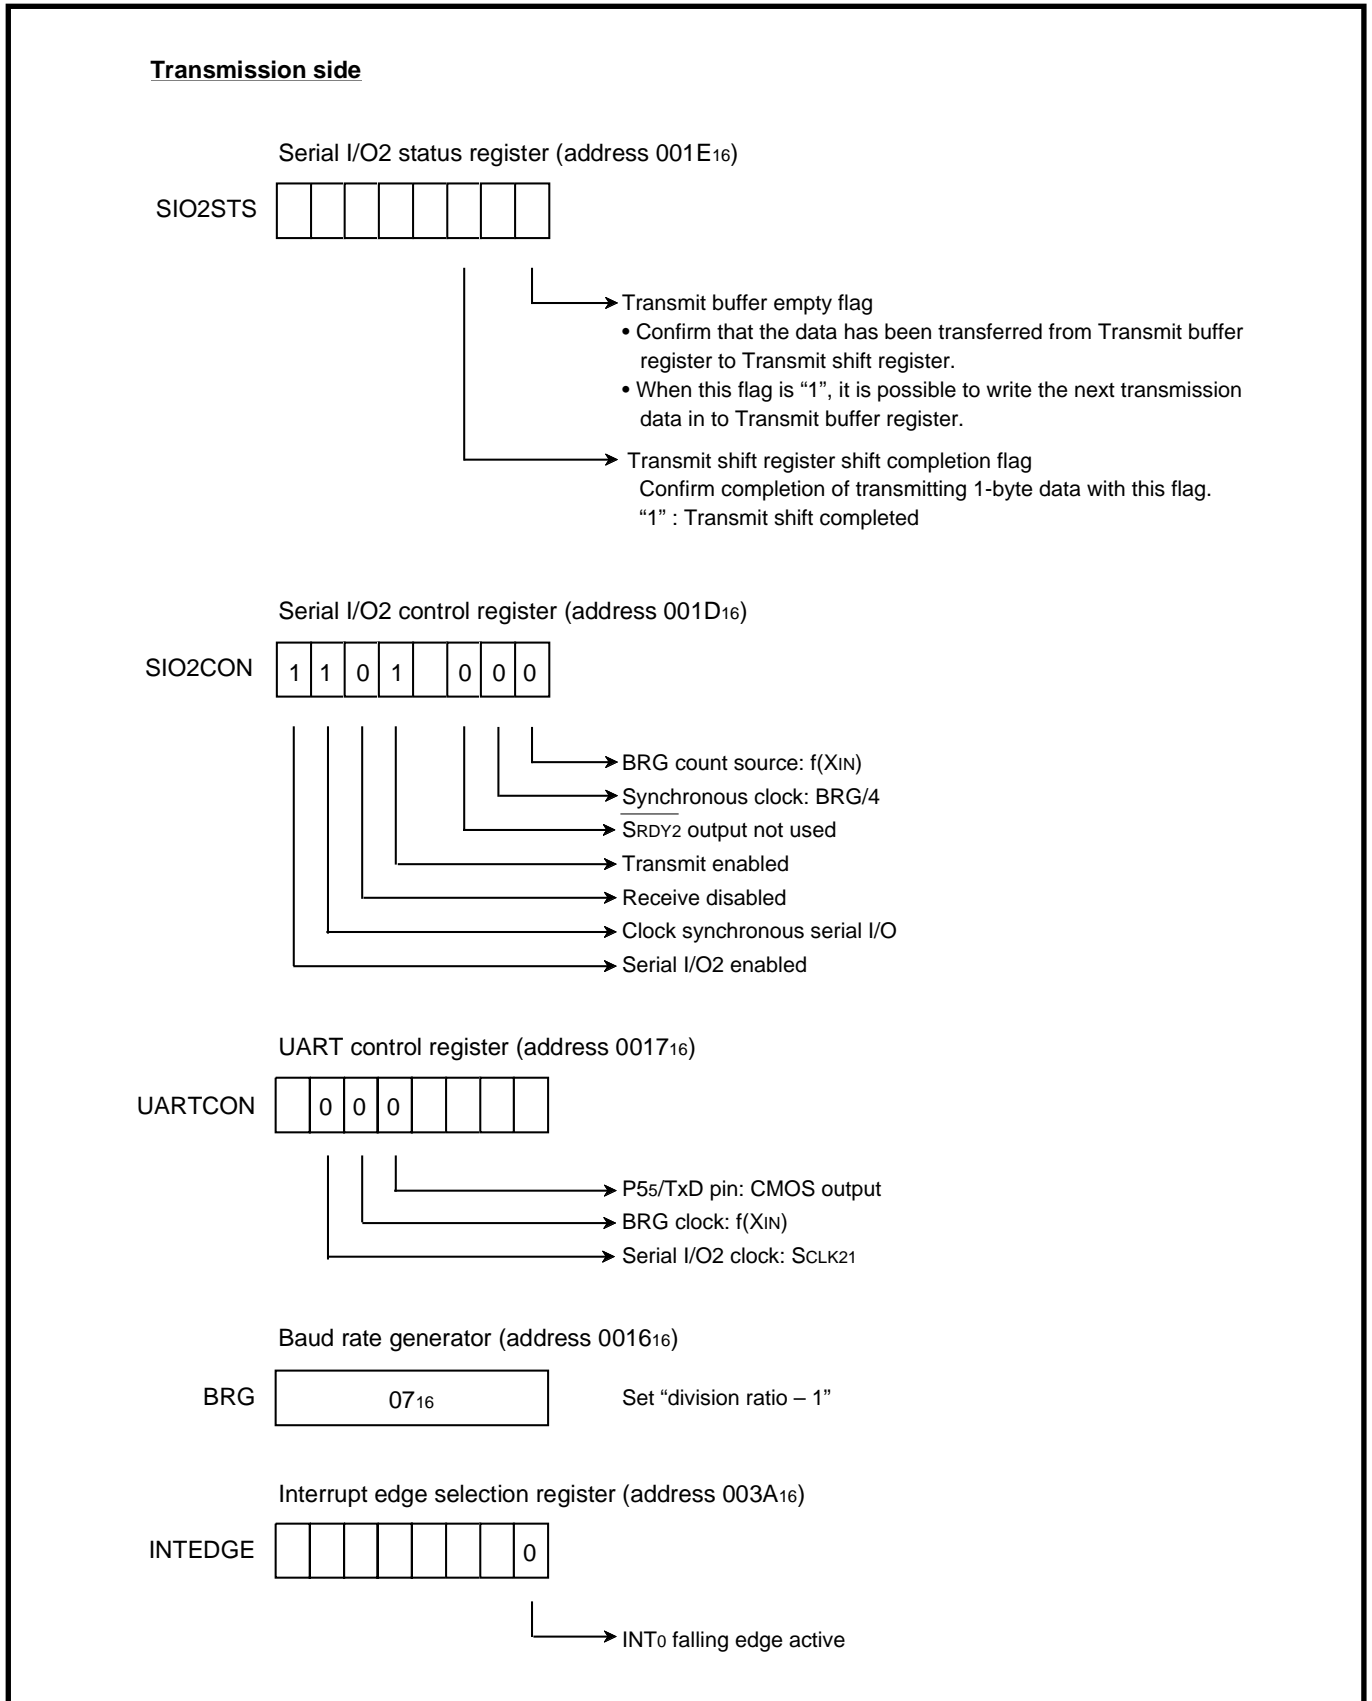 Transmission side
Serial I/O2 status register (address 001E16)
SIO2STS
Transmit buffer empty flag
• Confirm that the data has been transferred from Transmit buffer
register to Transmit shift register.
• When this flag is “1”, it is possible to write the next transmission
data in to Transmit buffer register.
Transmit shift register shift completion flag
Confirm completion of transmitting 1-byte data with this flag.
“1” : Transmit shift completed
Serial I/O2 control register (address 001D16)
SIO2CON 1 1 0 1 0 0 0
BRG count source: f(XIN)
Synchronous clock: BRG/4
SRDY2 output not used
Transmit enabled
Receive disabled
Clock synchronous serial I/O
Serial I/O2 enabled
UART control register (address 001716)
UARTCON 0 0 0
P55/TxD pin: CMOS output
BRG clock: f(XIN)
Serial I/O2 clock: SCLK21
Baud rate generator (address 001616)
BRG 0716 Set “division ratio – 1”
Interrupt edge selection register (address 003A16)
INTEDGE 0
INT0 falling edge active